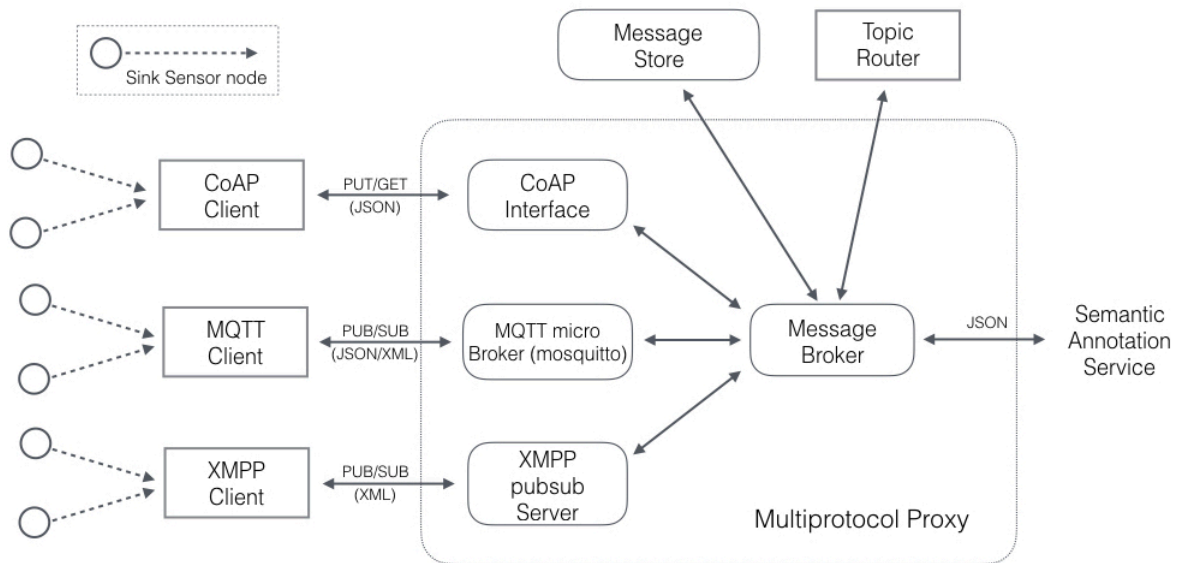 Sink Sensor node
Message
Store
Topic
Router
CoAP
Client
PUT/GET
(JSON)
CoAP
Interface
MQTT
Client
PUB/SUB
(JSON/XML)
MQTT micro
Broker (mosquitto)
Message
Broker
JSON
Semantic
Annotation
Service
XMPP
Client
PUB/SUB
(XML)
XMPP
pubsub
Server
Multiprotocol Proxy